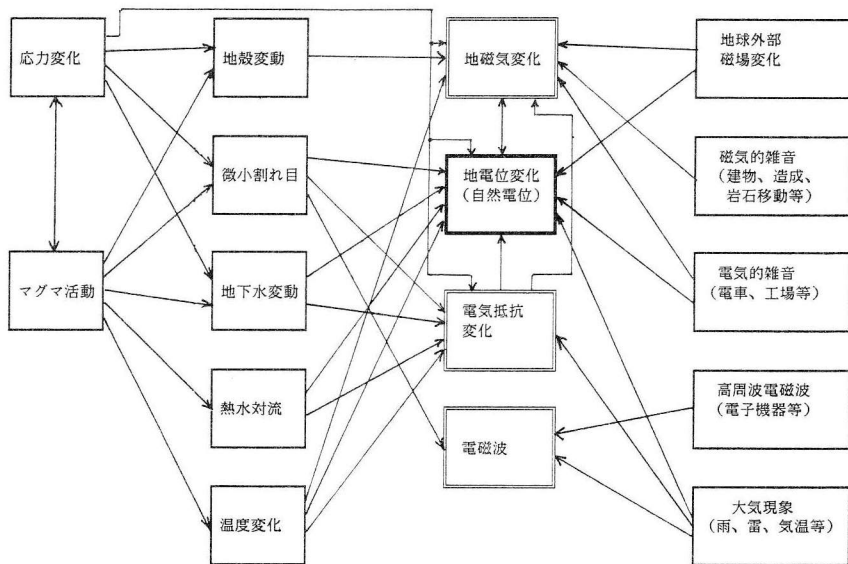 応力変化
マグマ活動
地殻変動
微小割れ目
地下水変動
熱水対流
温度変化
地磁気変化
地電位変化
(自然電位)
電気抵抗
変化
電磁波
地球外部
磁場変化
磁気的雑音
(建物、造成、
岩石移動等)
電気的雑音
(電車、工場等)
高周波電磁波
(電子機器等)
大気現象
(雨、雷、気温等)